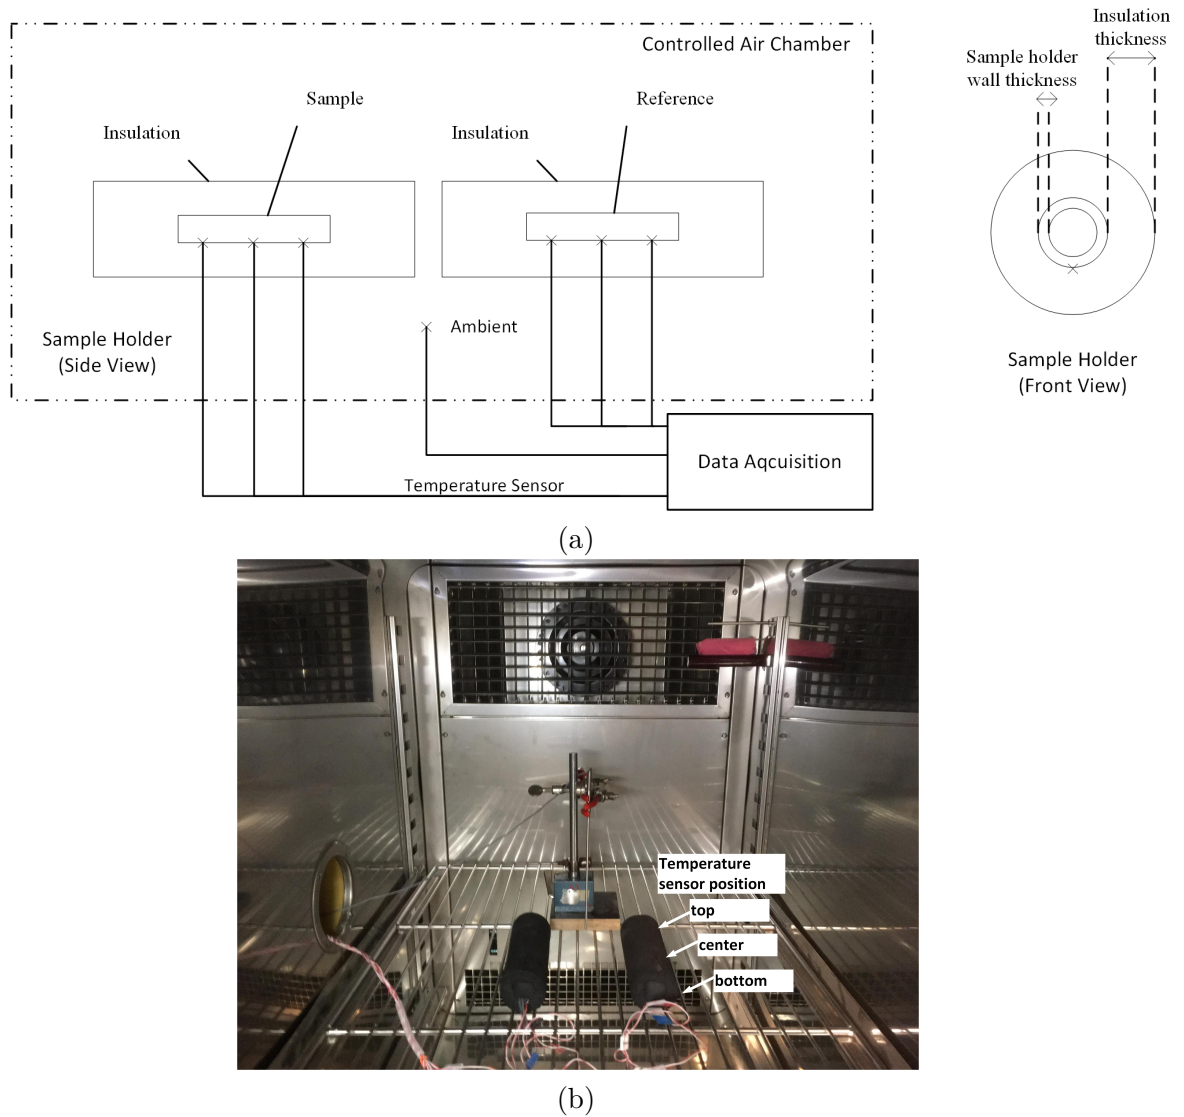 Controlled Air Chamber
Insulation
thickness
Sample holder
wall thickness
Sample
Reference
Insulation
Insulation
Ambient
Sample Holder
(Side View)
Sample Holder
(Front View)
Data Aqcuisition
Temperature Sensor
(a)
Temperature
sensor position
top
center
bottom
(b)